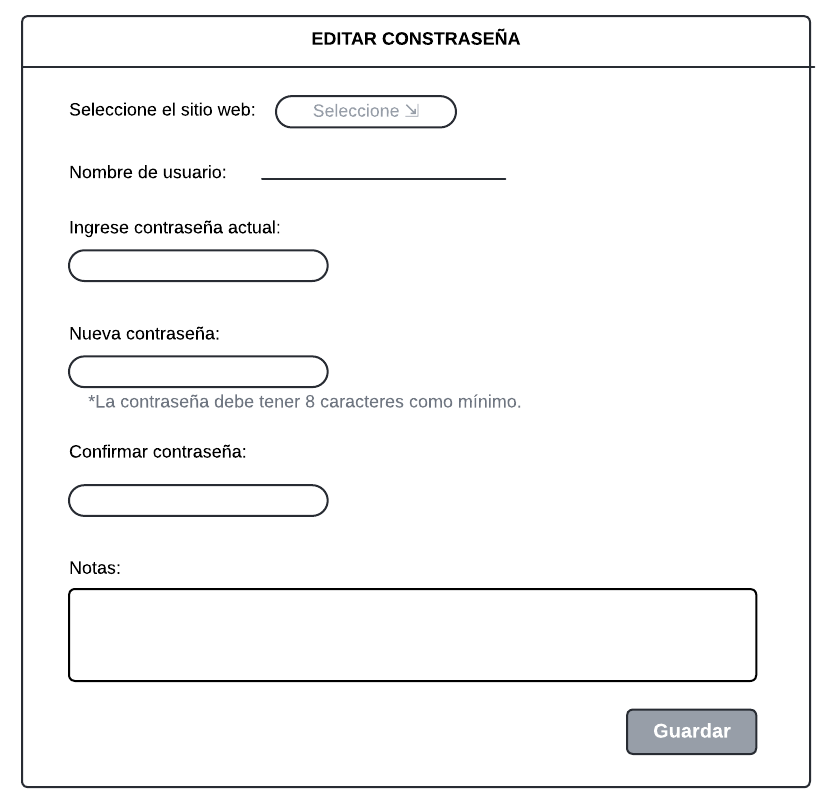 EDITAR CONSTRASEÑA
Seleccione el sitio web: Seleccione ⇲
Nombre de usuario:
Ingrese contraseña actual:
Nueva contraseña:
*La contraseña debe tener 8 caracteres como mínimo.
Confirmar contraseña:
Notas:
Guardar